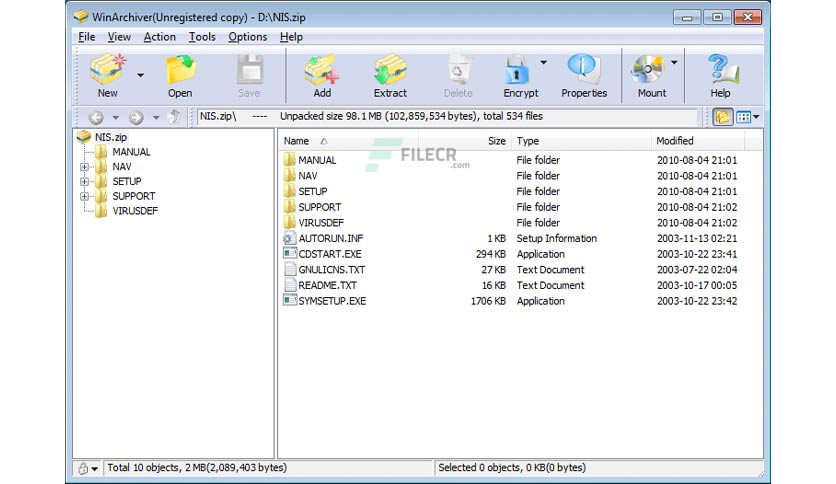 WinArchiver(Unregistered copy) - D:\NIS.zip
File View Action Tools Options Help
New Open Save Add Extract Delete Encrypt Properties Mount Help
NIS.zip\ ---- Unpacked size 98.1 MB (102,859,534 bytes), total 534 files
NIS.zip
MANUAL
NAV
SETUP
SUPPORT
VIRUSDEF
Name Size Type Modified
MANUAL File folder 2010-08-04 21:01
NAV File folder 2010-08-04 21:01
SETUP File folder 2010-08-04 21:01
SUPPORT File folder 2010-08-04 21:02
VIRUSDEF File folder 2010-08-04 21:02
AUTORUN.INF 1 KB Setup Information 2003-11-13 02:21
CDSTART.EXE 294 KB Application 2003-10-22 23:41
GNULICNS.TXT 27 KB Text Document 2003-07-22 02:04
README.TXT 16 KB Text Document 2003-10-17 00:05
SYMSETUP.EXE 1706 KB Application 2003-10-22 23:42
FILECR
.com
Total 10 objects, 2 MB(2,089,403 bytes) Selected 0 objects, 0 KB(0 bytes)